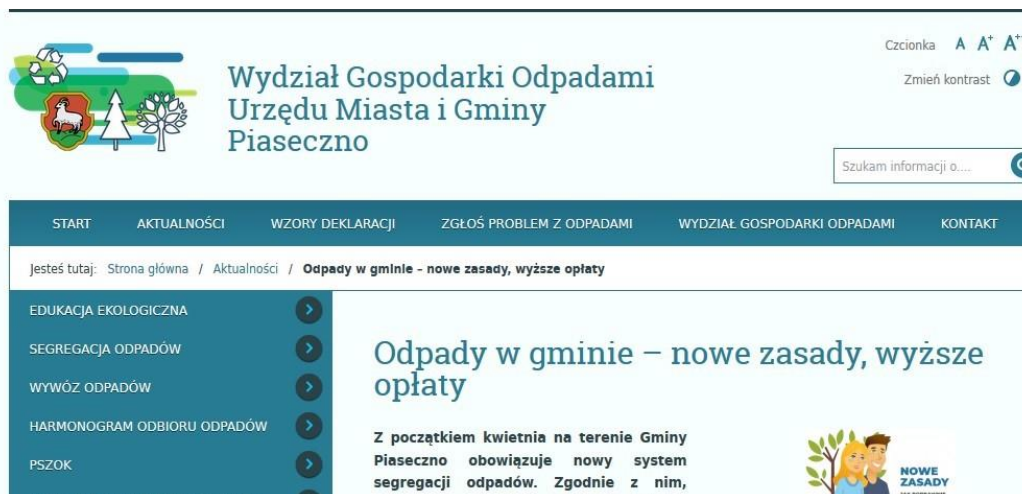 Czcionka A A+ A++
Wydział Gospodarki Odpadami
Urzędu Miasta i Gminy
Piaseczno
Zmień kontrast
Szukam informacji o....
START AKTUALNOŚCI WZORY DEKLARACJI ZGŁOŚ PROBLEM Z ODPADAMI WYDZIAŁ GOSPODARKI ODPADAMI KONTAKT
Jesteś tutaj: Strona główna / Aktualności / Odpady w gminie – nowe zasady, wyższe opłaty
EDUKACJA EKOLOGICZNA
SEGREGACJA ODPADÓW
WYWÓZ ODPADÓW
HARMONOGRAM ODBIORU ODPADÓW
PSZOK
Odpady w gminie – nowe zasady, wyższe
opłaty
Z początkiem kwietnia na terenie Gminy
Piaseczno obowiązuje nowy system
segregacji odpadów. Zgodnie z nim,
NOWE
ZASADY